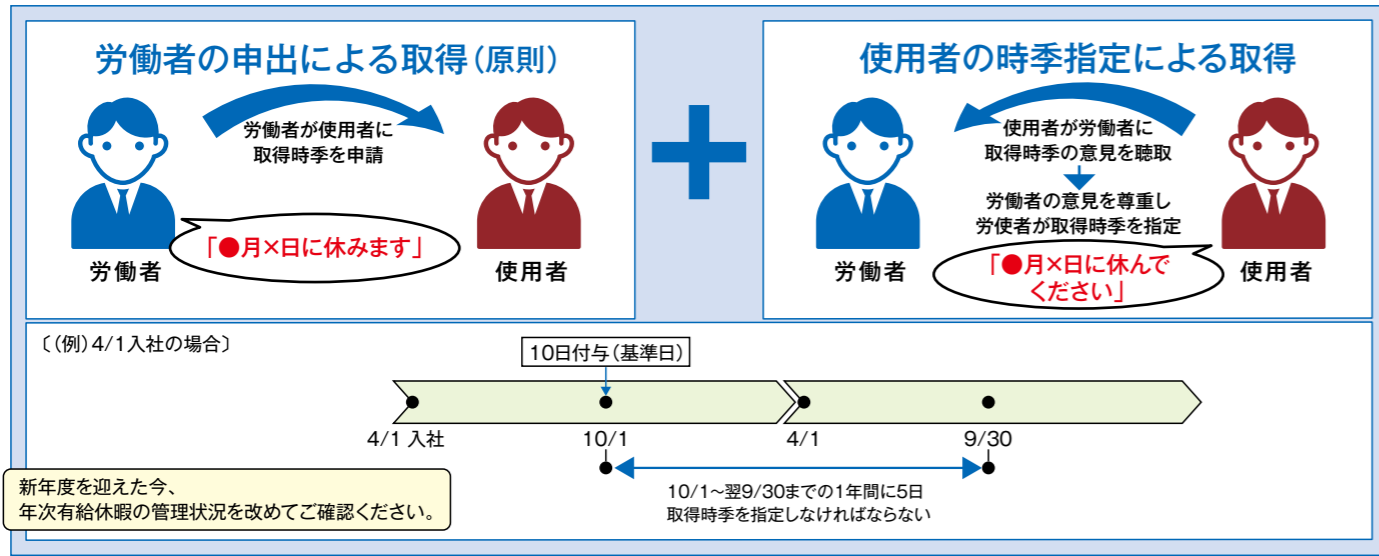 労働者の申出による取得(原則)
労働者が使用者に
取得時季を申請
「●月×日に休みます」
労働者
使用者
使用者の時季指定による取得
使用者が労働者に
取得時季の意見を聴取
労働者の意見を尊重し
労使者が取得時季を指定
「●月×日に休んで
ください」
労働者
使用者
〔(例)4/1入社の場合〕
10日付与(基準日)
4/1 入社
10/1
4/1
9/30
10/1~翌9/30までの1年間に5日
取得時季を指定しなければならない
新年度を迎えた今、
年次有給休暇の管理状況を改めてご確認ください。